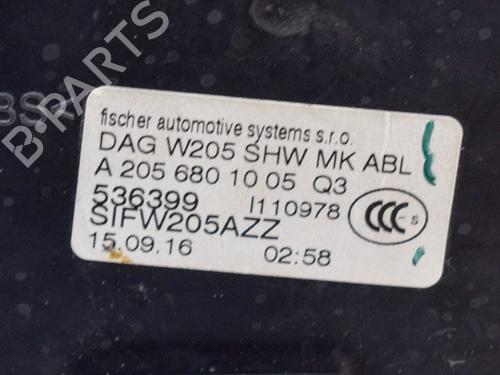 B-PARTS
fischer automotive systems s.r.o.
DAG W205 SHW MK ABL
A 205 680 10 05 Q3
536399 I110978
SIFW205AZZ
CCC S
15.09.16 02:58